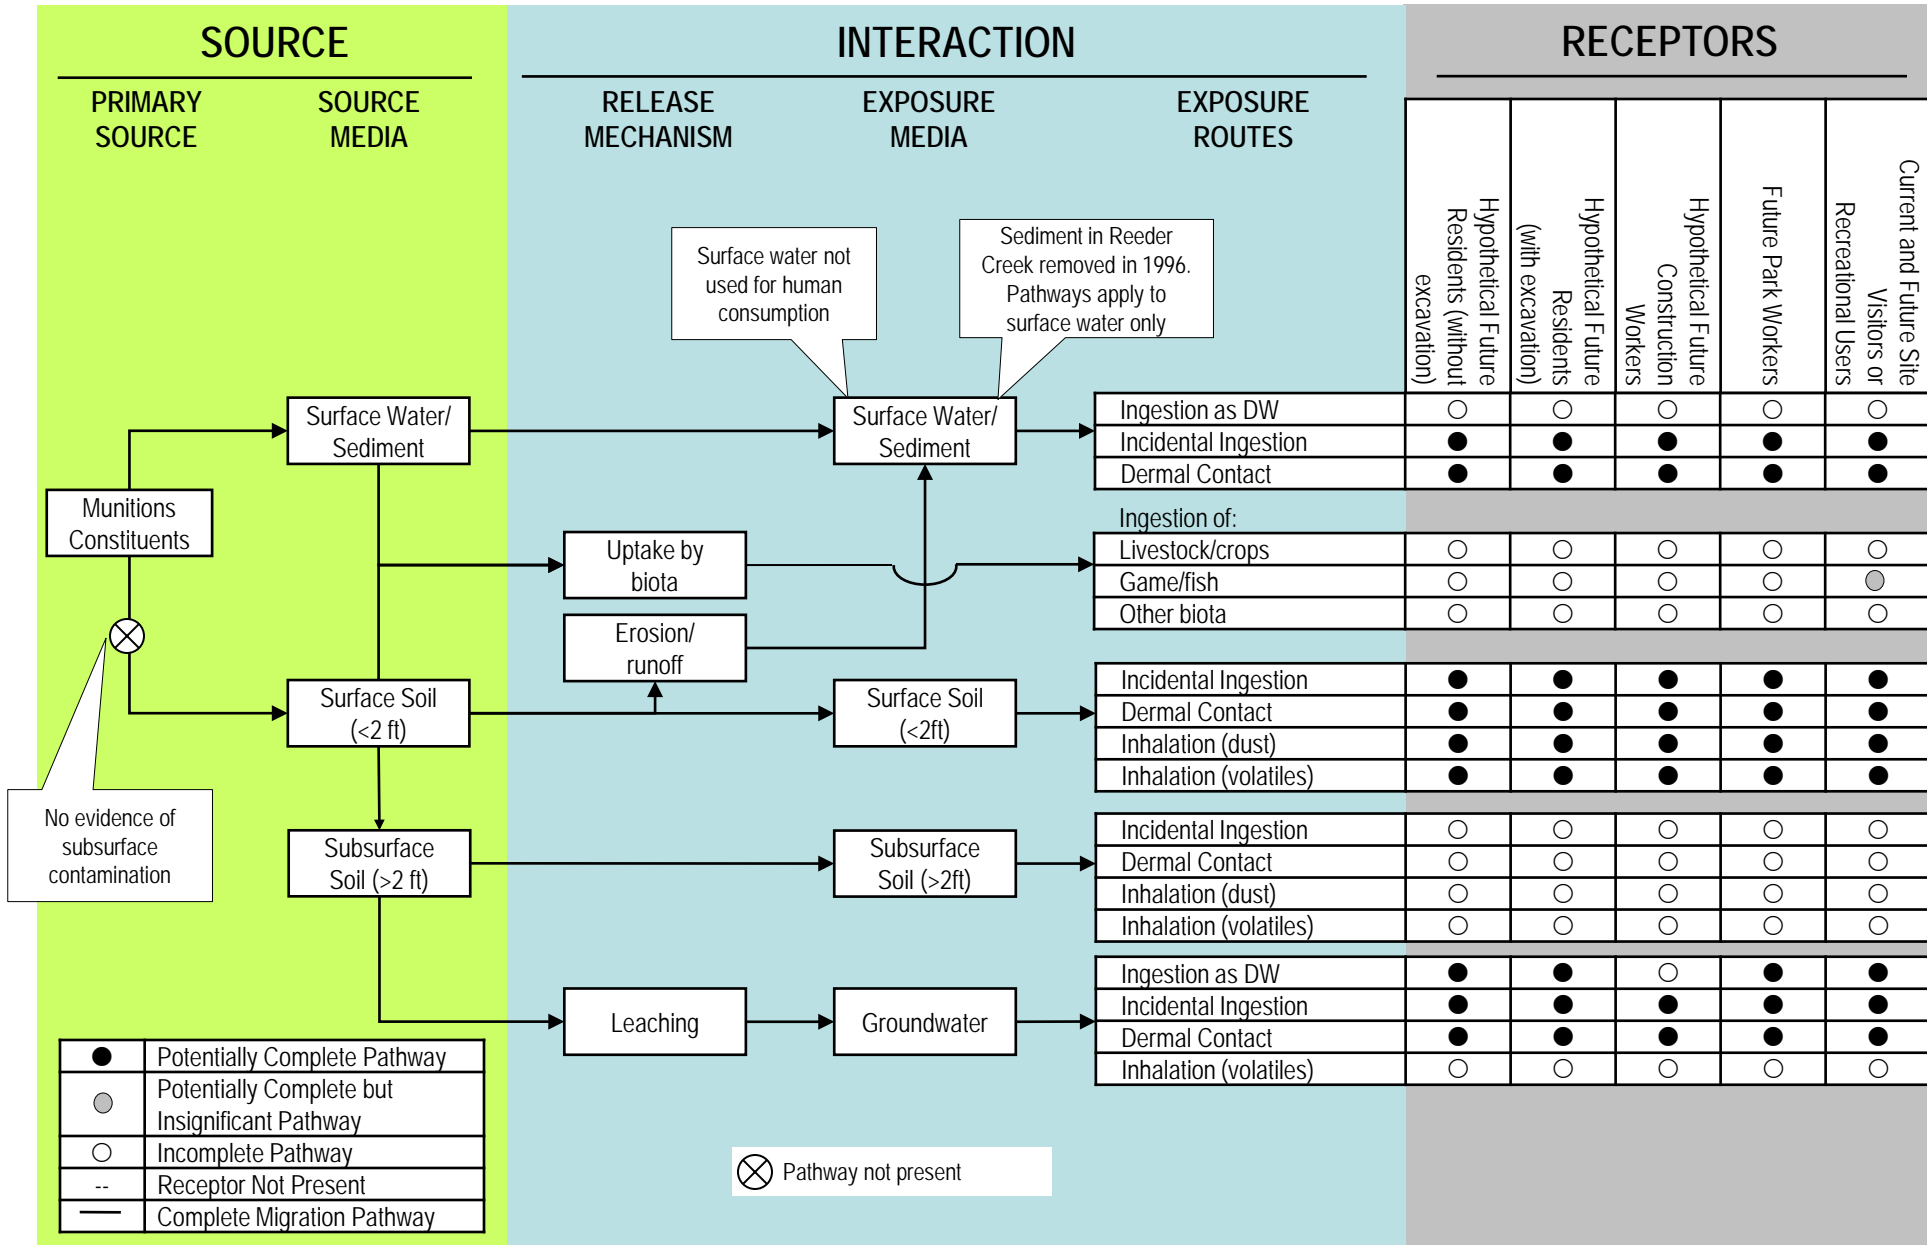 SOURCE
INTERACTION
RECEPTORS
PRIMARY
SOURCE
SOURCE
MEDIA
RELEASE
MECHANISM
EXPOSURE
MEDIA
EXPOSURE
ROUTES
Hypothetical Future
Residents (without
excavation)
Hypothetical Future
Residents
(with excavation)
Hypothetical Future
Construction
Workers
Future Park Workers
Current and Future Site
Visitors or
Recreational Users
Surface water not
used for human
consumption
Sediment in Reeder
Creek removed in 1996.
Pathways apply to
surface water only
Surface Water/
Sediment
Surface Water/
Sediment
Ingestion as DW
Incidental Ingestion
Dermal Contact
Munitions
Constituents
Uptake by
biota
Ingestion of:
Livestock/crops
Game/fish
Other biota
Erosion/
runoff
Surface Soil
(<2 ft)
Surface Soil
(<2ft)
Incidental Ingestion
Dermal Contact
Inhalation (dust)
Inhalation (volatiles)
No evidence of
subsurface
contamination
Subsurface
Soil (>2 ft)
Subsurface
Soil (>2ft)
Incidental Ingestion
Dermal Contact
Inhalation (dust)
Inhalation (volatiles)
Leaching
Groundwater
Ingestion as DW
Incidental Ingestion
Dermal Contact
Inhalation (volatiles)
Potentially Complete Pathway
Potentially Complete but
Insignificant Pathway
Incomplete Pathway
-- Receptor Not Present
Complete Migration Pathway
Pathway not present